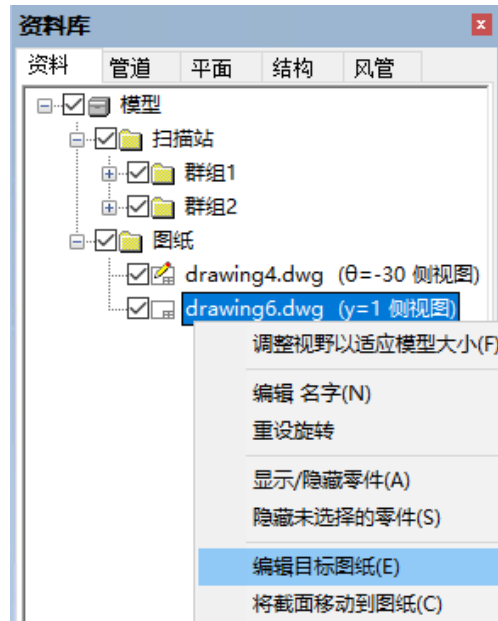 资料库
资料 管道 平面 结构 风管
模型
扫描站
群组1
群组2
图纸
drawing4.dwg (θ=-30 侧视图)
drawing6.dwg (y=1 侧视图)
调整视野以适应模型大小(F)
编辑 名字(N)
重设旋转
显示/隐藏零件(A)
隐藏未选择的零件(S)
编辑目标图纸(E)
将截面移动到图纸(C)